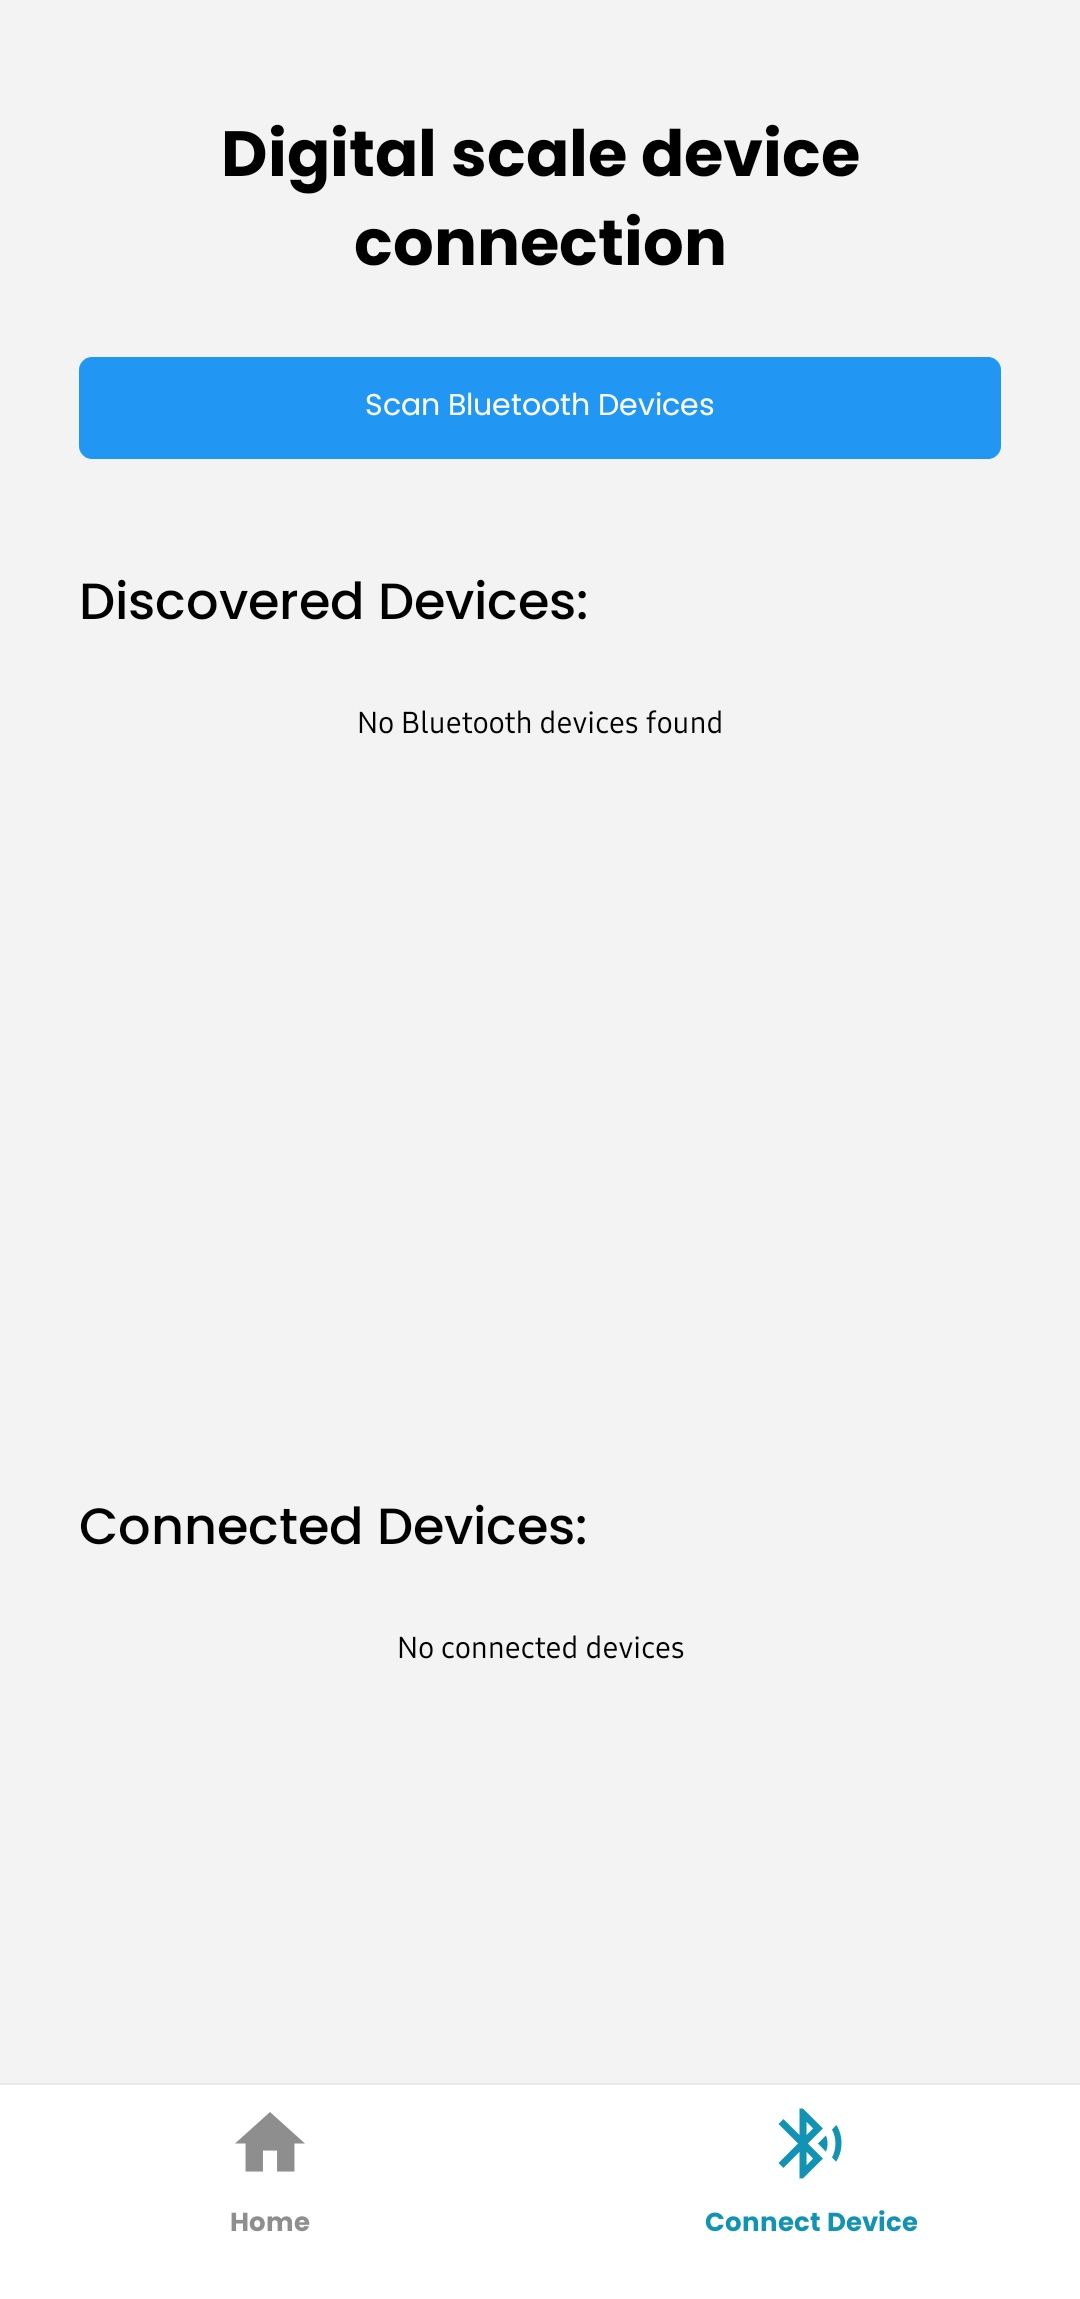 Digital scale device
connection
Scan Bluetooth Devices
Discovered Devices:
No Bluetooth devices found
Connected Devices:
No connected devices
Home
Connect Device